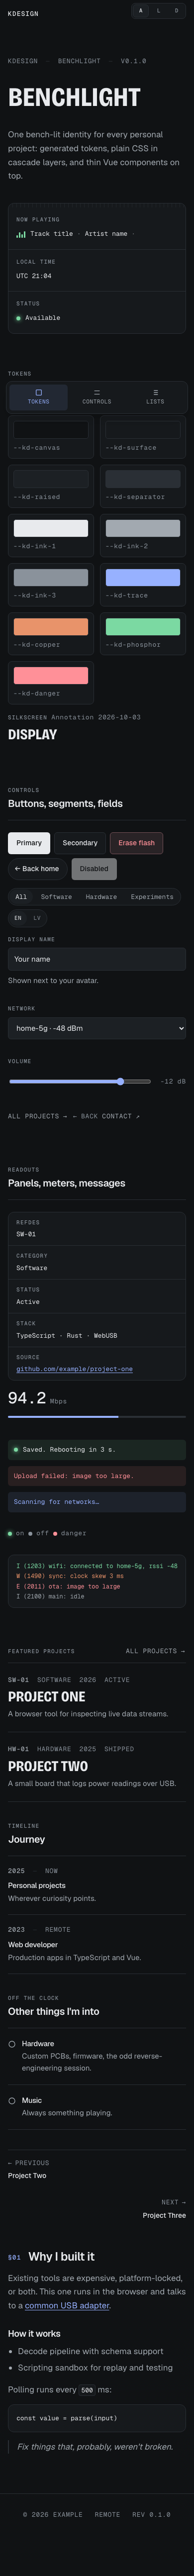 KDESIGN
A L D
KDESIGN · BENCHLIGHT · V0.1.0
BENCHLIGHT
One bench-lit identity for every personal
project: generated tokens, plain CSS in
cascade layers, and thin Vue components on
top.
NOW PLAYING
Track title · Artist name ·
LOCAL TIME
UTC 21:04
STATUS
Available
TOKENS
TOKENS CONTROLS LISTS
--kd-canvas --kd-surface
--kd-raised --kd-separator
--kd-ink-1 --kd-ink-2
--kd-ink-3 --kd-trace
--kd-copper --kd-phosphor
--kd-danger
SILKSCREEN Annotation 2026-10-03
DISPLAY
CONTROLS
Buttons, segments, fields
Primary Secondary Erase flash
← Back home Disabled
All Software Hardware Experiments
EN LV
DISPLAY NAME
Your name
Shown next to your avatar.
NETWORK
home-5g · -48 dBm
VOLUME
-12 dB
ALL PROJECTS → ← BACK CONTACT ↗
READOUTS
Panels, meters, messages
REFDES
SW-01
CATEGORY
Software
STATUS
Active
STACK
TypeScript · Rust · WebUSB
SOURCE
github.com/example/project-one
94.2 Mbps
Saved. Rebooting in 3 s.
Upload failed: image too large.
Scanning for networks…
on off danger
I (1203) wifi: connected to home-5g, rssi -48
W (1490) sync: clock skew 3 ms
E (2011) ota: image too large
I (2100) main: idle
FEATURED PROJECTS ALL PROJECTS →
SW-01 SOFTWARE 2026 ACTIVE
PROJECT ONE
A browser tool for inspecting live data streams.
HW-01 HARDWARE 2025 SHIPPED
PROJECT TWO
A small board that logs power readings over USB.
TIMELINE
Journey
2025 · NOW
Personal projects
Wherever curiosity points.
2023 · REMOTE
Web developer
Production apps in TypeScript and Vue.
OFF THE CLOCK
Other things I'm into
Hardware
Custom PCBs, firmware, the odd reverse-
engineering session.
Music
Always something playing.
← PREVIOUS
Project Two
NEXT →
Project Three
§01 Why I built it
Existing tools are expensive, platform-locked,
or both. This one runs in the browser and talks
to a common USB adapter.
How it works
• Decode pipeline with schema support
• Scripting sandbox for replay and testing
Polling runs every 500 ms:
const value = parse(input)
Fix things that, probably, weren't broken.
© 2026 EXAMPLE REMOTE REV 0.1.0